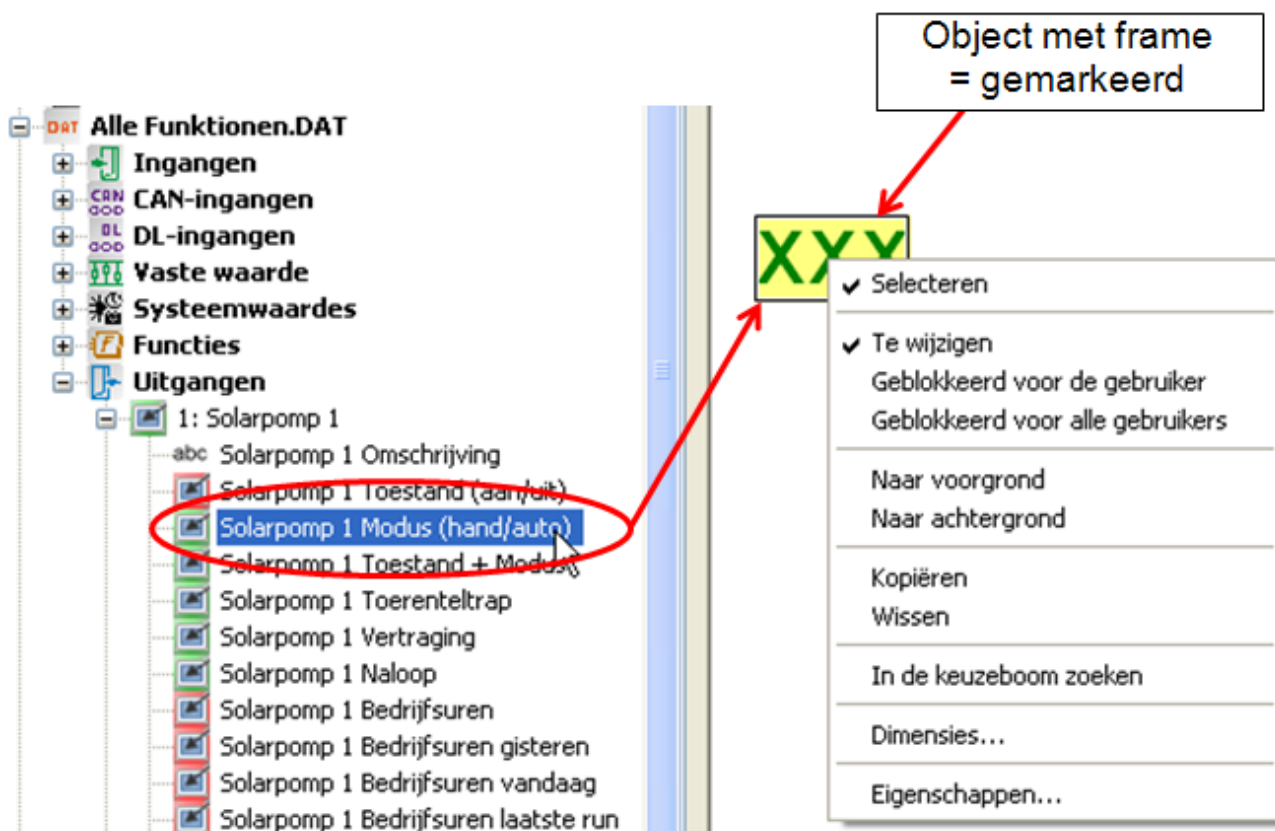 Object met frame
= gemarkeerd
DAT Alle Funktionen.DAT
Ingangen
CAN-ingangen
DL-ingangen
Vaste waarde
Systeemwaardes
Functies
Uitgangen
1: Solarpomp 1
abc Solarpomp 1 Omschrijving
Solarpomp 1 Toestand (aan/uit)
Solarpomp 1 Modus (hand/auto)
Solarpomp 1 Toestand + Modus
Solarpomp 1 Toerenteltrap
Solarpomp 1 Vertraging
Solarpomp 1 Naloop
Solarpomp 1 Bedrijfsuren
Solarpomp 1 Bedrijfsuren gisteren
Solarpomp 1 Bedrijfsuren vandaag
Solarpomp 1 Bedrijfsuren laatste run
XXX
Selecteren
Te wijzigen
Geblokkeerd voor de gebruiker
Geblokkeerd voor alle gebruikers
Naar voorgrond
Naar achtergrond
Kopiëren
Wissen
In de keuzeboom zoeken
Dimensies...
Eigenschappen...